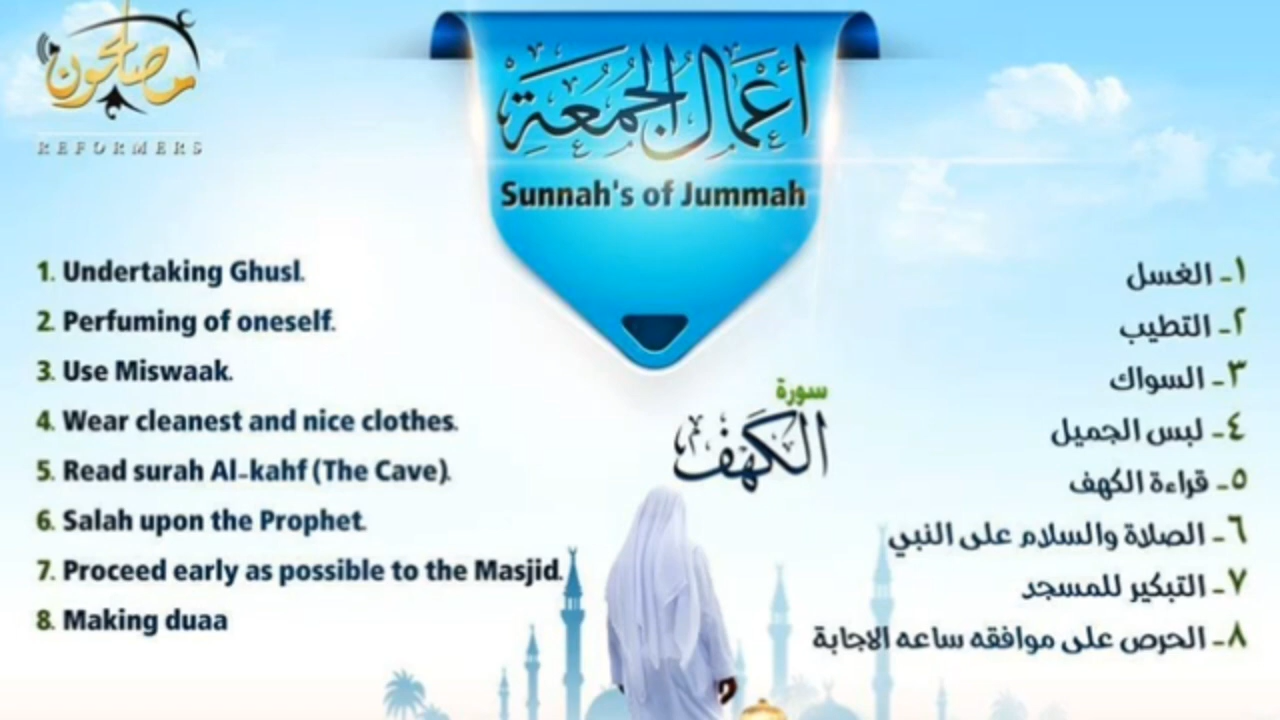 مصلحون
REFORMERS
أعمال الجمعة
Sunnah's of Jummah
1. Undertaking Ghusl.
2. Perfuming of oneself.
3. Use Miswaak.
4. Wear cleanest and nice clothes.
5. Read surah Al-kahf (The Cave).
6. Salah upon the Prophet.
7. Proceed early as possible to the Masjid.
8. Making duaa
سورة
الكهف
١- الغسل
٢- التطيب
٣- السواك
٤- لبس الجميل
٥- قراءة الكهف
٦- الصلاة والسلام على النبي
٧- التبكير للمسجد
٨- الحرص على موافقه ساعه الاجابة